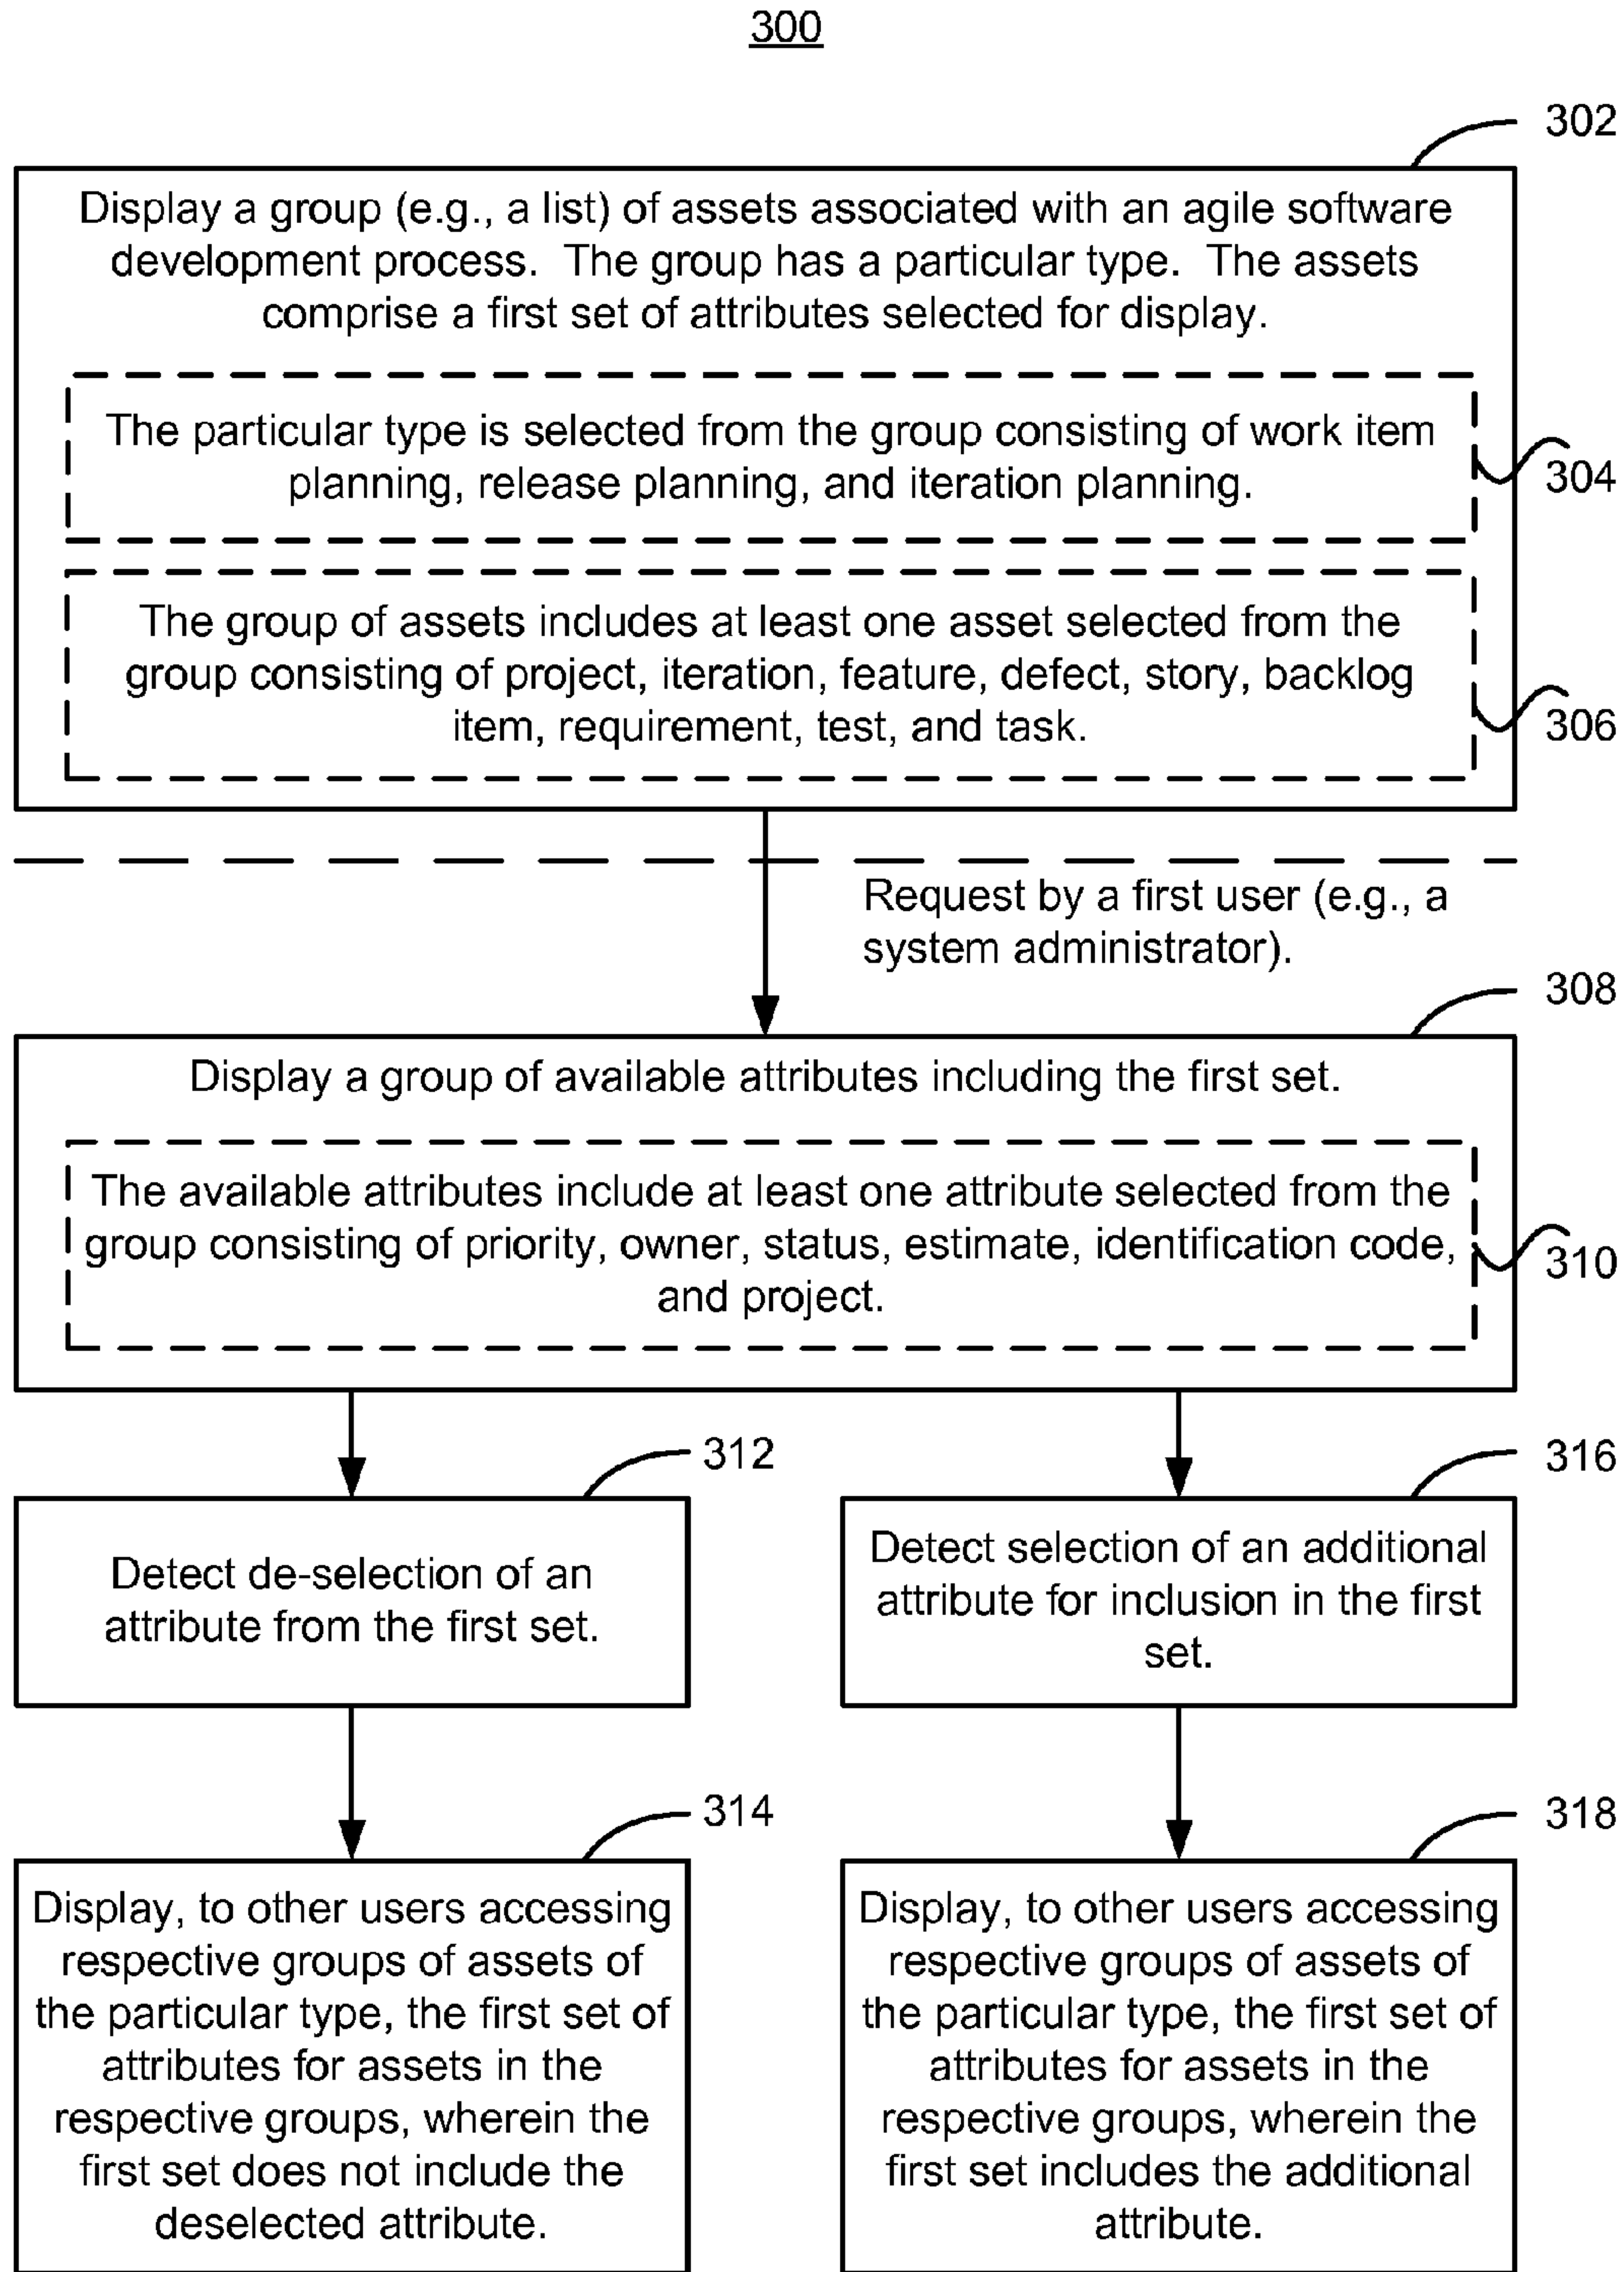 300
302
Display a group (e.g., a list) of assets associated with an agile software
development process. The group has a particular type. The assets
comprise a first set of attributes selected for display.
The particular type is selected from the group consisting of work item
planning, release planning, and iteration planning.
304
The group of assets includes at least one asset selected from the
group consisting of project, iteration, feature, defect, story, backlog
item, requirement, test, and task.
306
Request by a first user (e.g., a
system administrator).
308
Display a group of available attributes including the first set.
The available attributes include at least one attribute selected from the
group consisting of priority, owner, status, estimate, identification code,
and project.
310
312
Detect de-selection of an
attribute from the first set.
316
Detect selection of an additional
attribute for inclusion in the first
set.
314
Display, to other users accessing
respective groups of assets of
the particular type, the first set of
attributes for assets in the
respective groups, wherein the
first set does not include the
deselected attribute.
318
Display, to other users accessing
respective groups of assets of
the particular type, the first set of
attributes for assets in the
respective groups, wherein the
first set includes the additional
attribute.